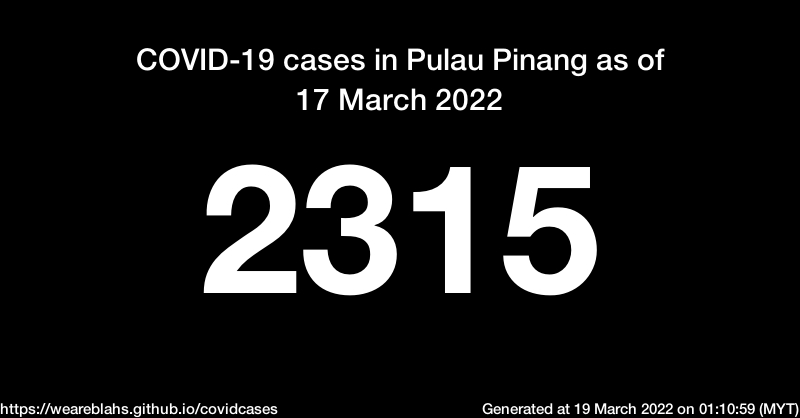 COVID-19 cases in Pulau Pinang as of
17 March 2022
2315
https://weareblahs.github.io/covidcases
Generated at 19 March 2022 on 01:10:59 (MYT)